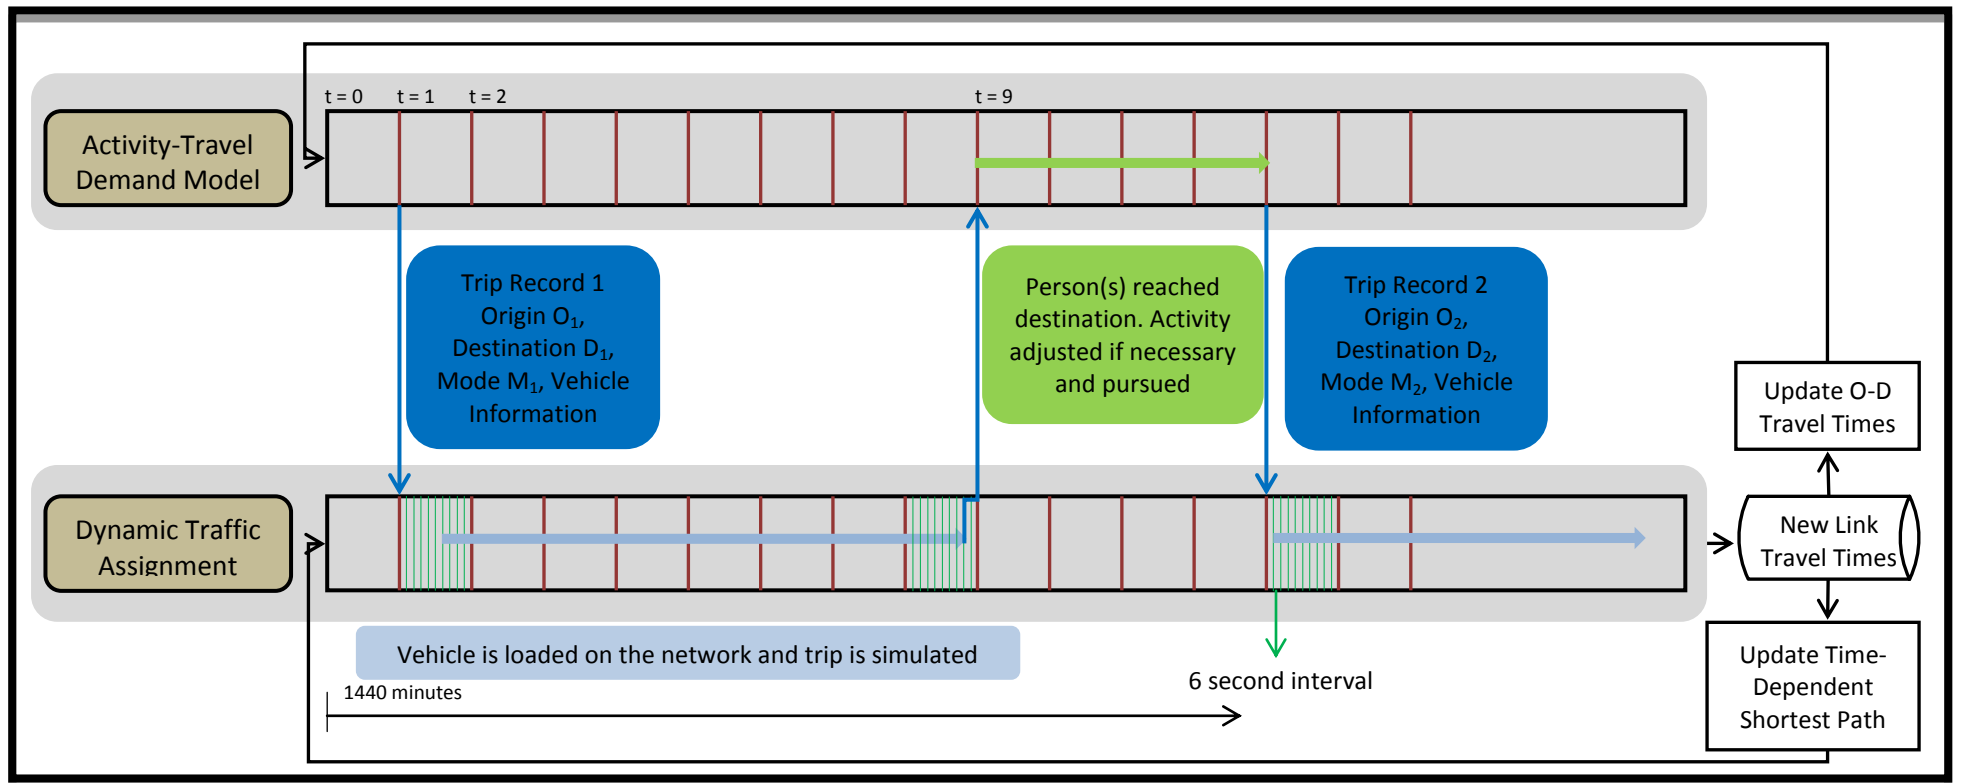 t = 0
t = 1
t = 2
t = 9
Activity-Travel
Demand Model
Trip Record 1
Origin O₁,
Destination D₁,
Mode M₁, Vehicle
Information
Person(s) reached
destination. Activity
adjusted if necessary
and pursued
Trip Record 2
Origin O₂,
Destination D₂,
Mode M₂, Vehicle
Information
Update O-D
Travel Times
Dynamic Traffic
Assignment
New Link
Travel Times
Vehicle is loaded on the network and trip is simulated
6 second interval
1440 minutes
Update Time-
Dependent
Shortest Path